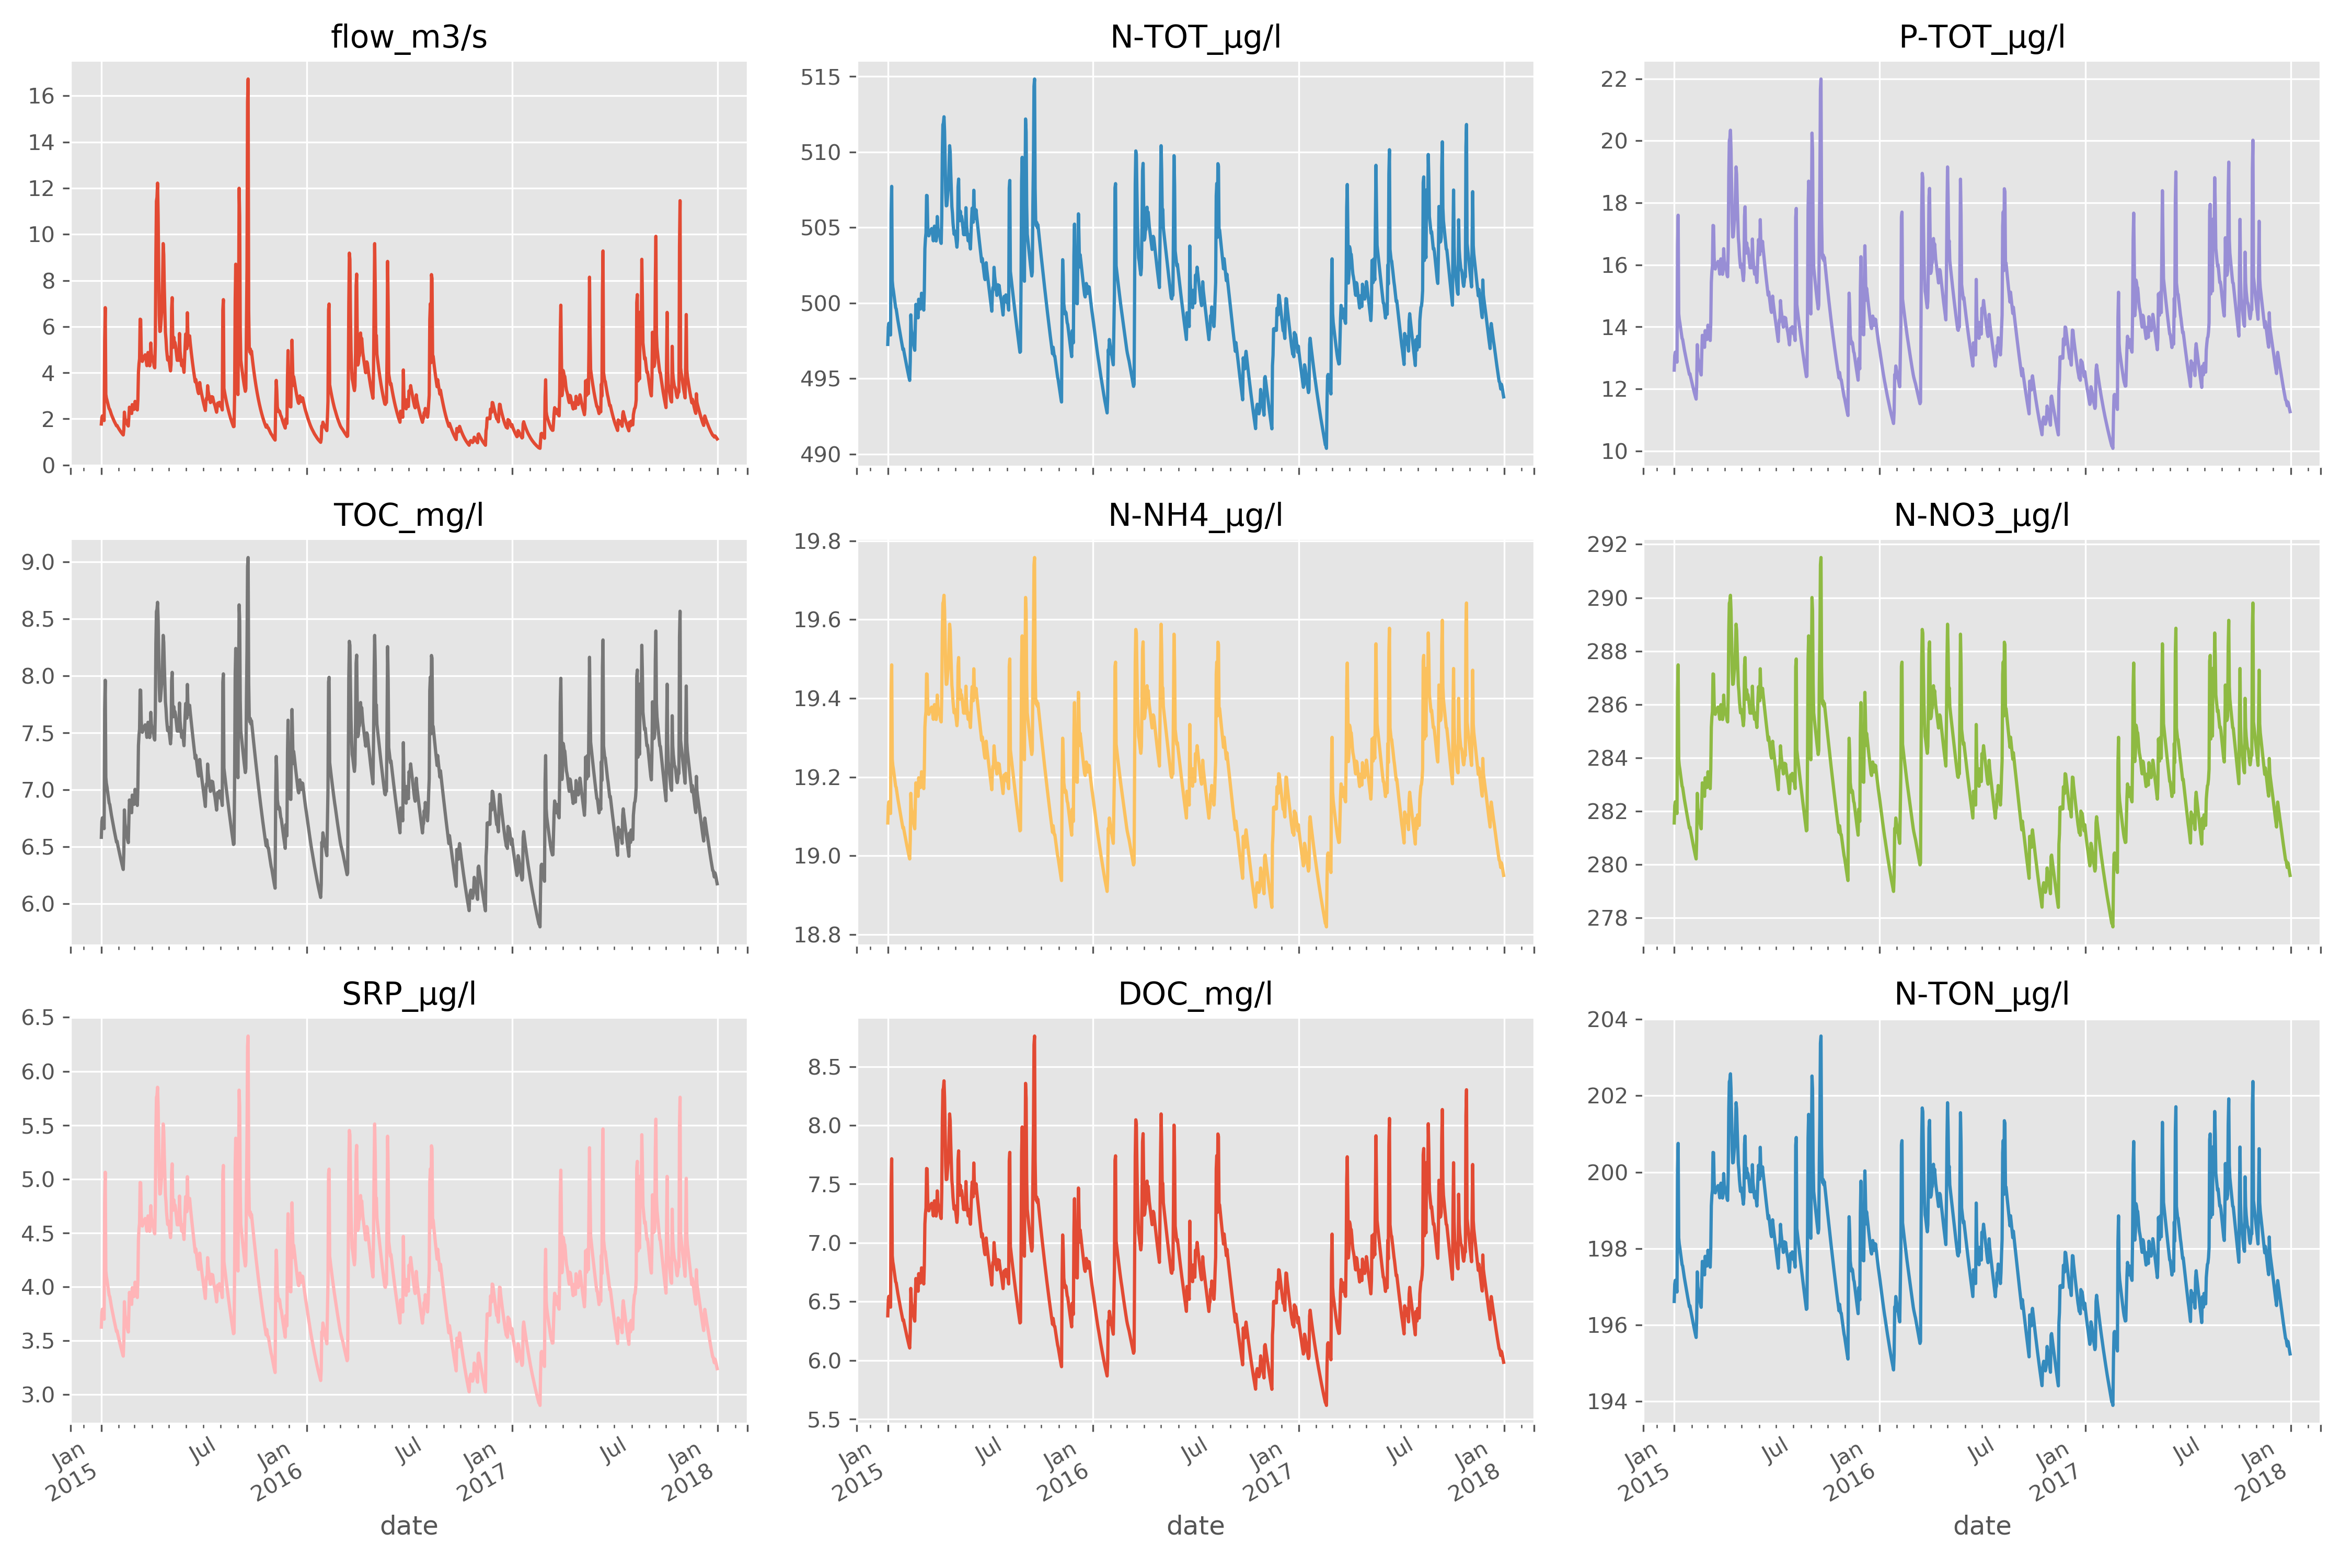 flow_m3/s
16
14
12
10
8
6
4
2
0
N-TOT_µg/l
515
510
505
500
495
490
P-TOT_µg/l
22
20
18
16
14
12
10
TOC_mg/l
9.0
8.5
8.0
7.5
7.0
6.5
6.0
N-NH4_µg/l
19.8
19.6
19.4
19.2
19.0
18.8
N-NO3_µg/l
292
290
288
286
284
282
280
278
SRP_µg/l
6.5
6.0
5.5
5.0
4.5
4.0
3.5
3.0
Jan
2015
Jul
Jan
2016
Jul
Jan
2017
Jul
Jan
2018
date
DOC_mg/l
8.5
8.0
7.5
7.0
6.5
6.0
5.5
Jan
2015
Jul
Jan
2016
Jul
Jan
2017
Jul
Jan
2018
date
N-TON_µg/l
204
202
200
198
196
194
Jan
2015
Jul
Jan
2016
Jul
Jan
2017
Jul
Jan
2018
date